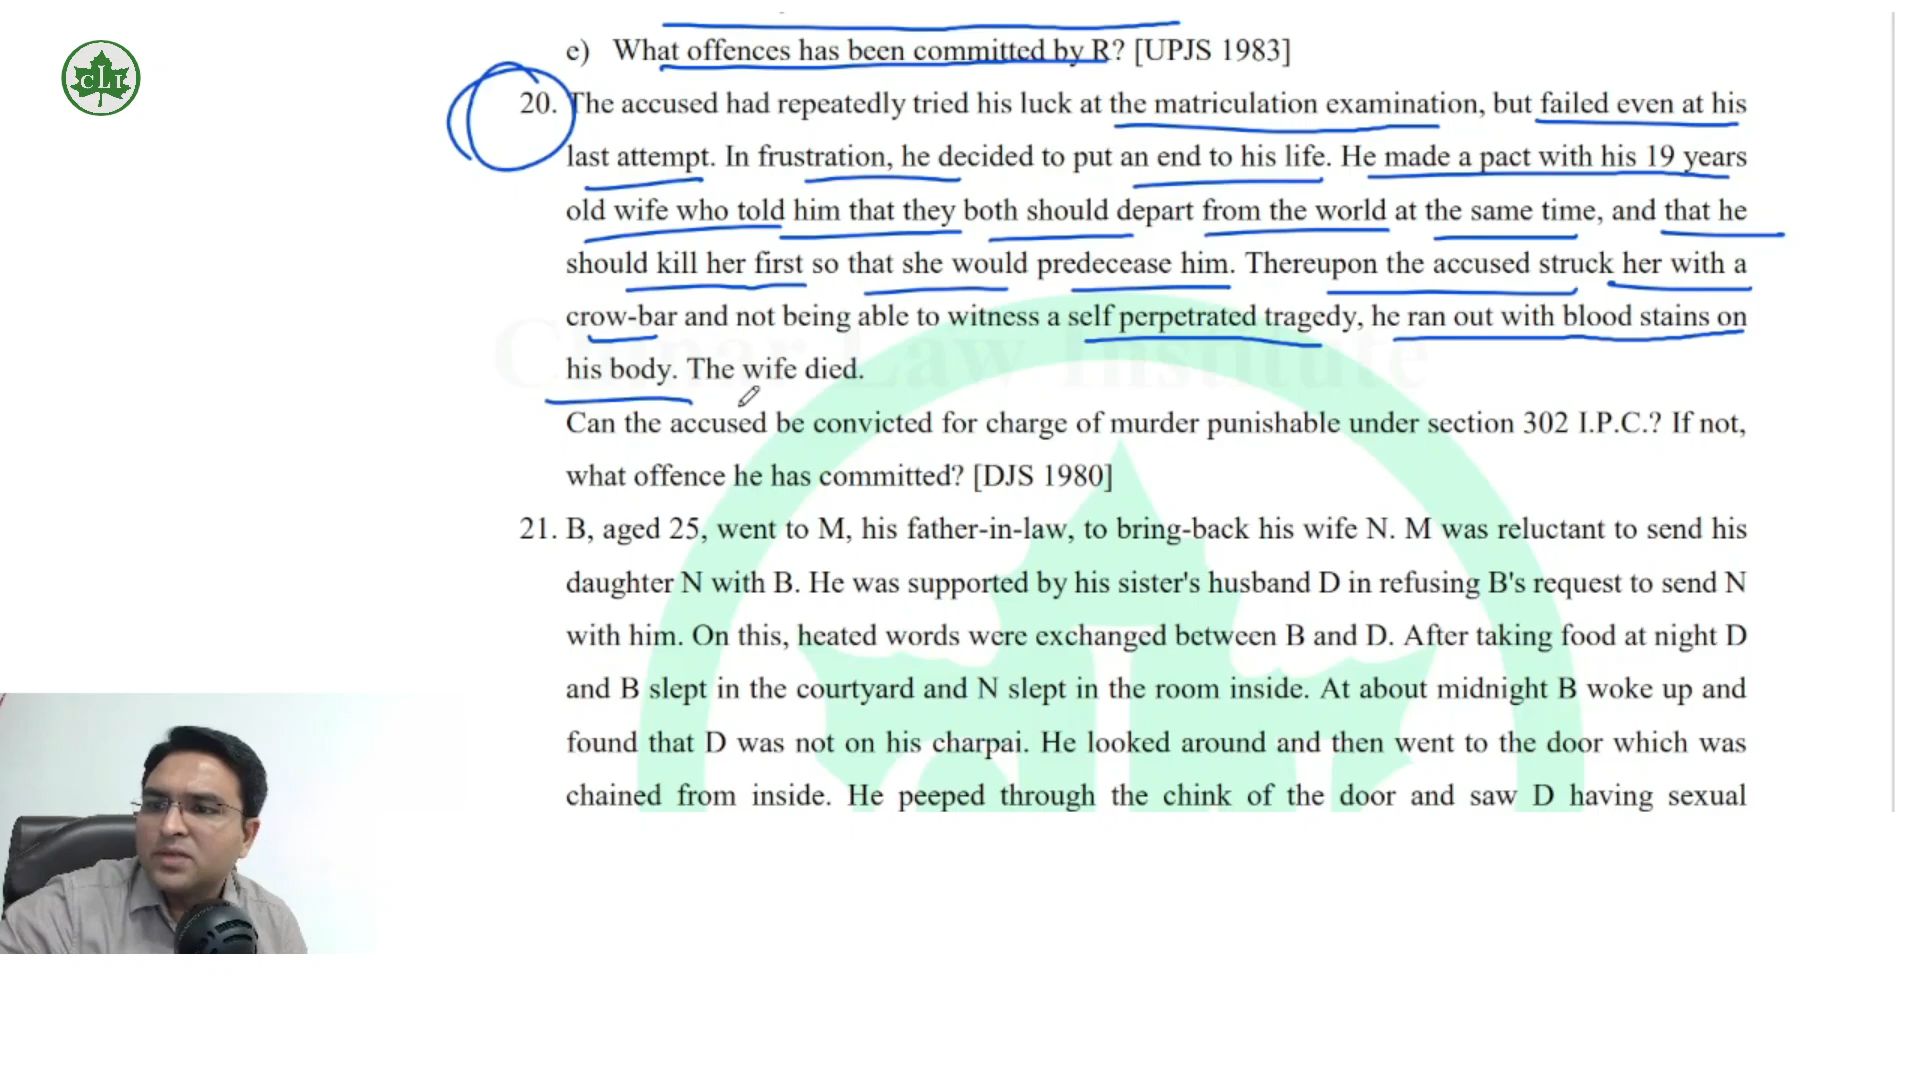 CLI
e) What offences has been committed by R? [UPJS 1983]
20. The accused had repeatedly tried his luck at the matriculation examination, but failed even at his
last attempt. In frustration, he decided to put an end to his life. He made a pact with his 19 years
old wife who told him that they both should depart from the world at the same time, and that he
should kill her first so that she would predecease him. Thereupon the accused struck her with a
crow-bar and not being able to witness a self perpetrated tragedy, he ran out with blood stains on
his body. The wife died.
Chinar Law Institute
Can the accused be convicted for charge of murder punishable under section 302 I.P.C.? If not,
what offence he has committed? [DJS 1980]
21. B, aged 25, went to M, his father-in-law, to bring-back his wife N. M was reluctant to send his
daughter N with B. He was supported by his sister's husband D in refusing B's request to send N
with him. On this, heated words were exchanged between B and D. After taking food at night D
and B slept in the courtyard and N slept in the room inside. At about midnight B woke up and
found that D was not on his charpai. He looked around and then went to the door which was
chained from inside. He peeped through the chink of the door and saw D having sexual